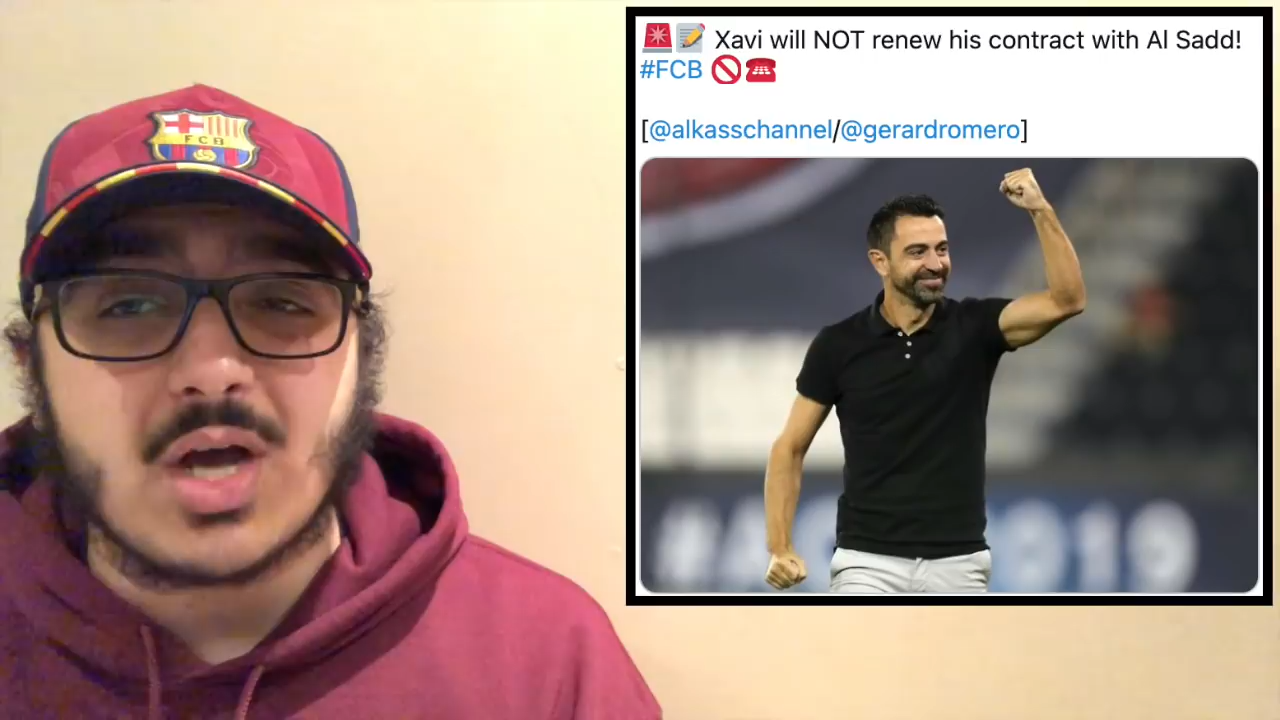 FCB
🚨📝 Xavi will NOT renew his contract with Al Sadd!
#FCB 🚫☎️
[@alkasschannel/@gerardromero]